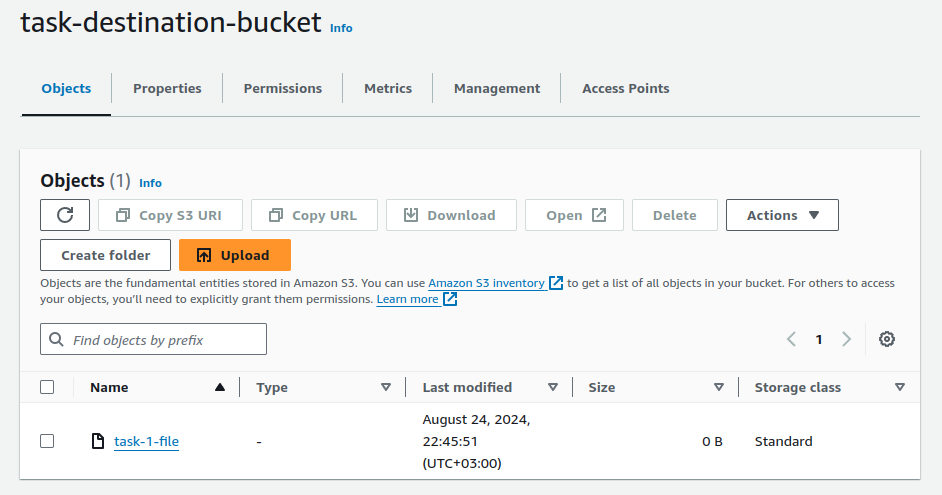 task-destination-bucket Info
Objects Properties Permissions Metrics Management Access Points
Objects (1) Info
Copy S3 URI Copy URL Download Open Delete Actions
Create folder Upload
Objects are the fundamental entities stored in Amazon S3. You can use Amazon S3 inventory to get a list of all objects in your bucket. For others to access
your objects, you'll need to explicitly grant them permissions. Learn more
Find objects by prefix 1
Name Type Last modified Size Storage class
task-1-file - August 24, 2024, 0 B Standard
22:45:51
(UTC+03:00)